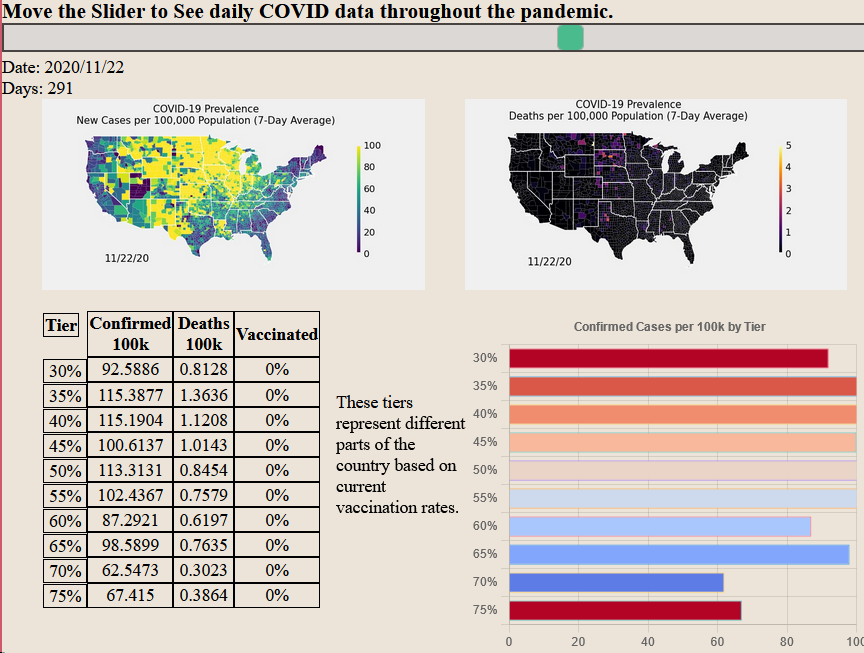 Move the Slider to See daily COVID data throughout the pandemic.
Date: 2020/11/22
Days: 291
COVID-19 Prevalence
New Cases per 100,000 Population (7-Day Average)
100
80
60
40
20
0
11/22/20
COVID-19 Prevalence
Deaths per 100,000 Population (7-Day Average)
5
4
3
2
1
0
11/22/20
Tier Confirmed 100k Deaths 100k Vaccinated
30% 92.5886 0.8128 0%
35% 115.3877 1.3636 0%
40% 115.1904 1.1208 0%
45% 100.6137 1.0143 0%
50% 113.3131 0.8454 0%
55% 102.4367 0.7579 0%
60% 87.2921 0.6197 0%
65% 98.5899 0.7635 0%
70% 62.5473 0.3023 0%
75% 67.415 0.3864 0%
These tiers
represent different
parts of the
country based on
current
vaccination rates.
Confirmed Cases per 100k by Tier
30%
35%
40%
45%
50%
55%
60%
65%
70%
75%
0 20 40 60 80 100